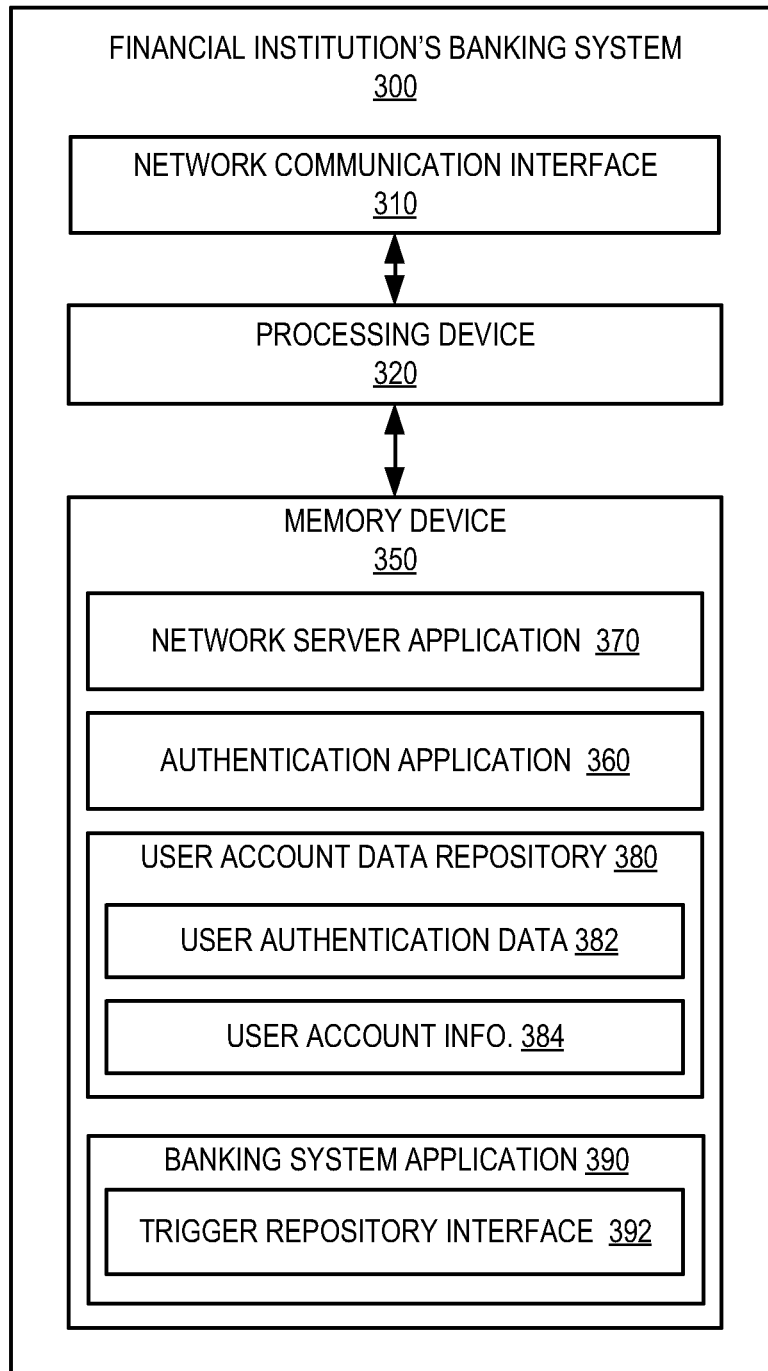 FINANCIAL INSTITUTION'S BANKING SYSTEM
300
NETWORK COMMUNICATION INTERFACE
310
PROCESSING DEVICE
320
MEMORY DEVICE
350
NETWORK SERVER APPLICATION 370
AUTHENTICATION APPLICATION 360
USER ACCOUNT DATA REPOSITORY 380
USER AUTHENTICATION DATA 382
USER ACCOUNT INFO. 384
BANKING SYSTEM APPLICATION 390
TRIGGER REPOSITORY INTERFACE 392